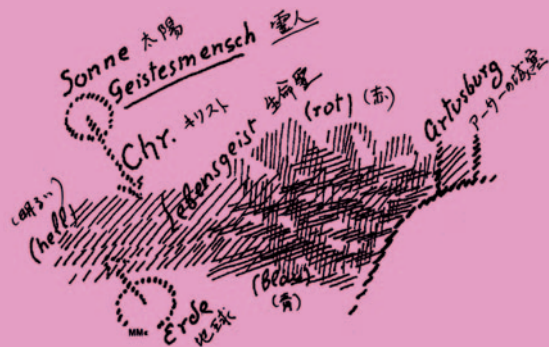 Sonne 太陽
Geistesmensch 霊人
Chr. キリスト
Lebensgeist 生命霊
(rot) (赤)
Artusburg
アーサーの城塞
(明るい)
(hell)
(Blau)
(青)
Erde
地球
MMc